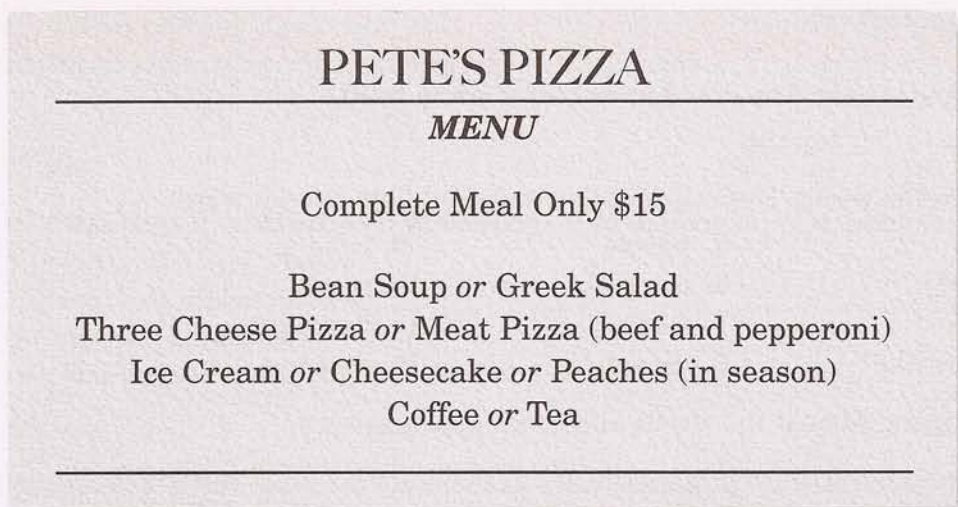 PETE'S PIZZA
MENU
Complete Meal Only $15
Bean Soup or Greek Salad
Three Cheese Pizza or Meat Pizza (beef and pepperoni)
Ice Cream or Cheesecake or Peaches (in season)
Coffee or Tea